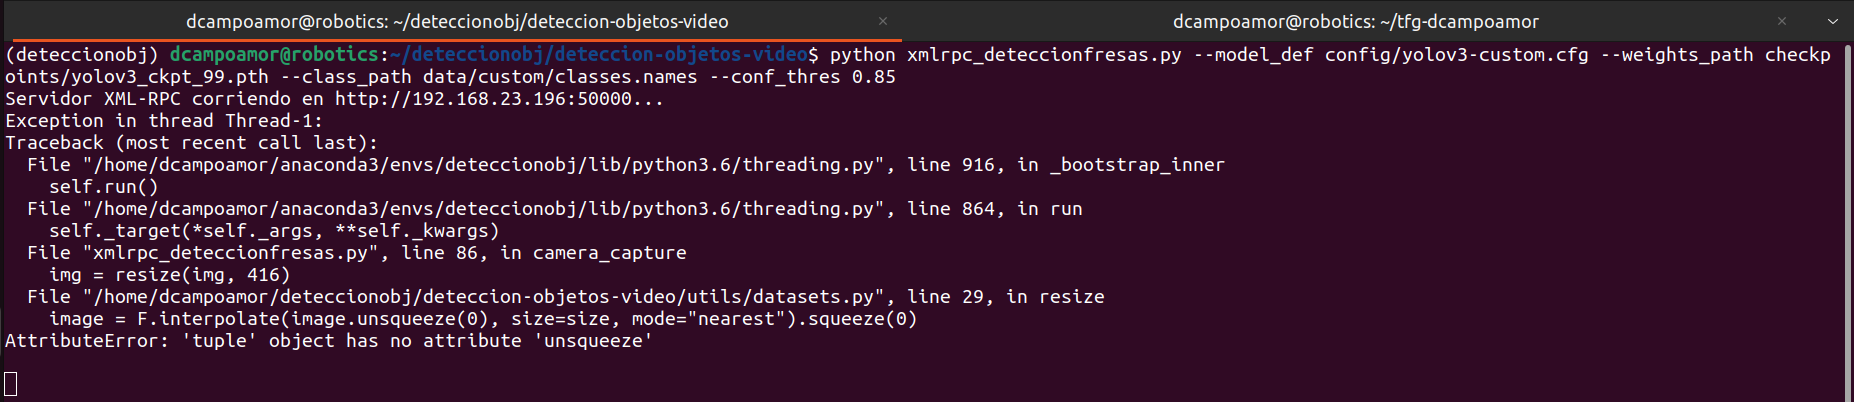 dcampoamor@robotics: ~/deteccionobj/deteccion-objetos-video × dcampoamor@robotics: ~/tfg-dcampoamor ×
(deteccionobj) dcampoamor@robotics:~/deteccionobj/deteccion-objetos-video$ python xmlrpc_deteccionfresas.py --model_def config/yolov3-custom.cfg --weights_path checkp
oints/yolov3_ckpt_99.pth --class_path data/custom/classes.names --conf_thres 0.85
Servidor XML-RPC corriendo en http://192.168.23.196:50000...
Exception in thread Thread-1:
Traceback (most recent call last):
  File "/home/dcampoamor/anaconda3/envs/deteccionobj/lib/python3.6/threading.py", line 916, in _bootstrap_inner
    self.run()
  File "/home/dcampoamor/anaconda3/envs/deteccionobj/lib/python3.6/threading.py", line 864, in run
    self._target(*self._args, **self._kwargs)
  File "xmlrpc_deteccionfresas.py", line 86, in camera_capture
    img = resize(img, 416)
  File "/home/dcampoamor/deteccionobj/deteccion-objetos-video/utils/datasets.py", line 29, in resize
    image = F.interpolate(image.unsqueeze(0), size=size, mode="nearest").squeeze(0)
AttributeError: 'tuple' object has no attribute 'unsqueeze'